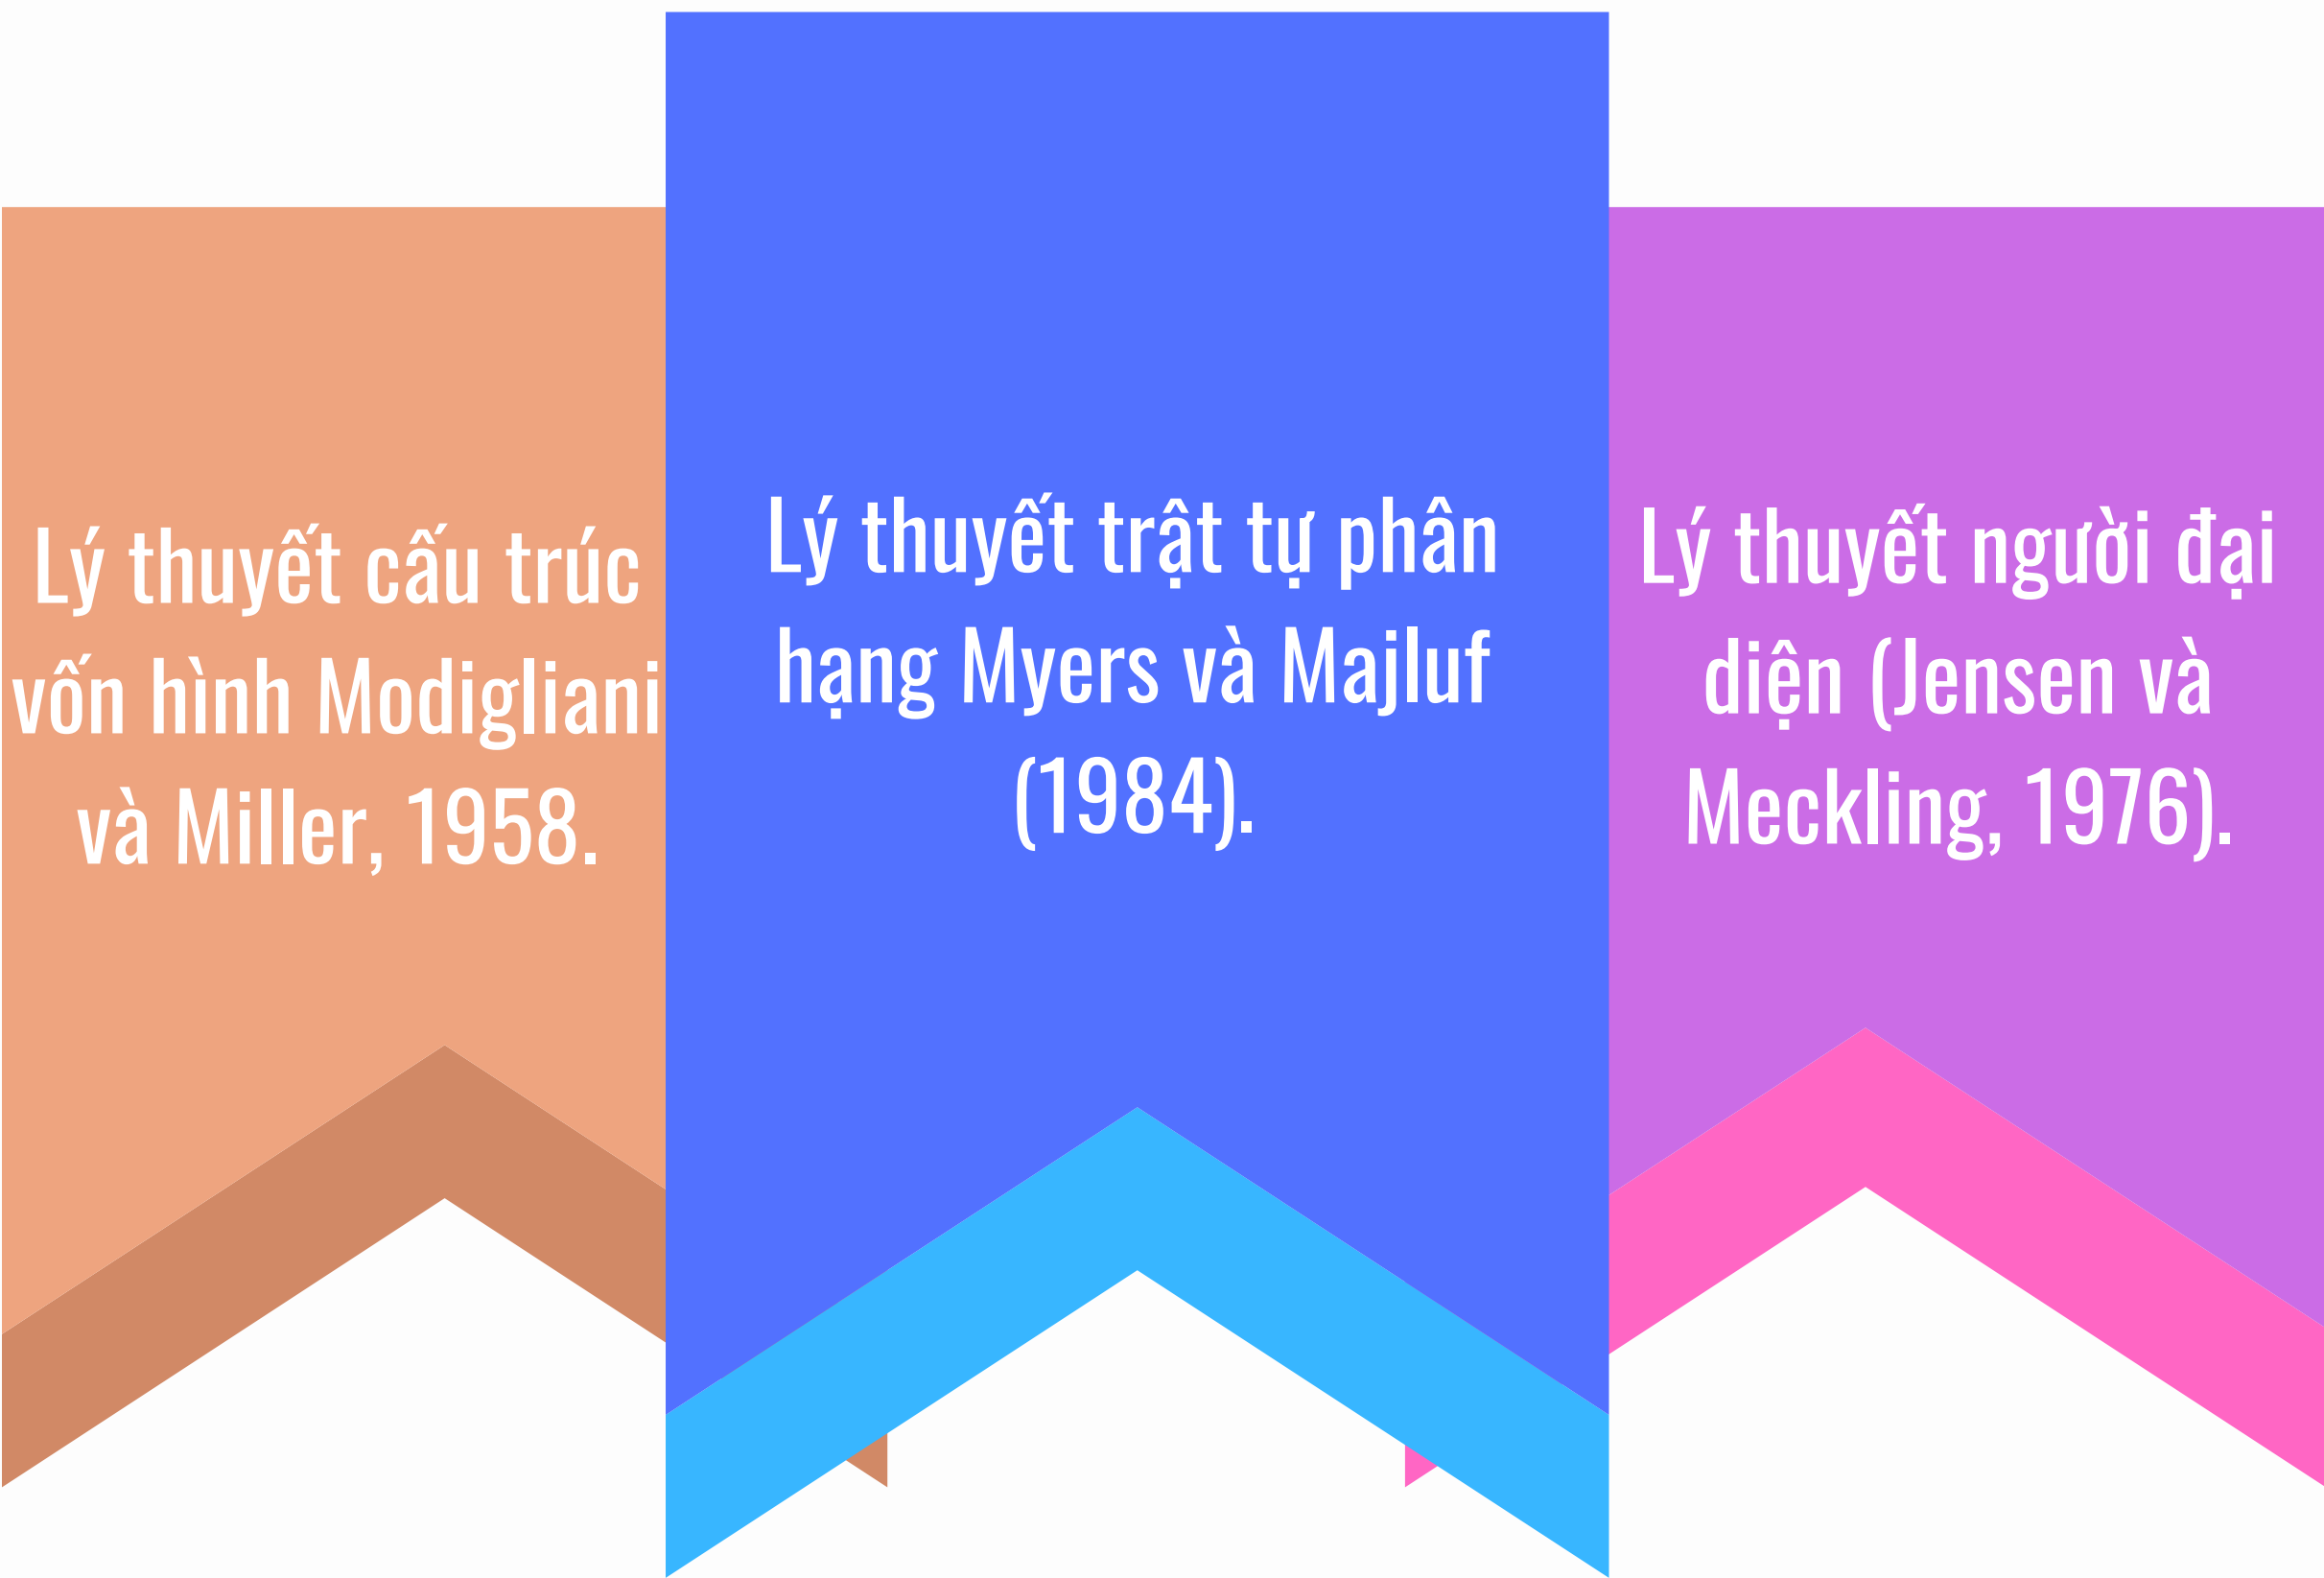 Lý thuyết cấu trúc
vốn hình Modigliani
và Miller, 1958.
Lý thuyết trật tự phân
hạng Myers và Majluf
(1984).
Lý thuyết người đại
diện (Jensen và
Meckling, 1976).